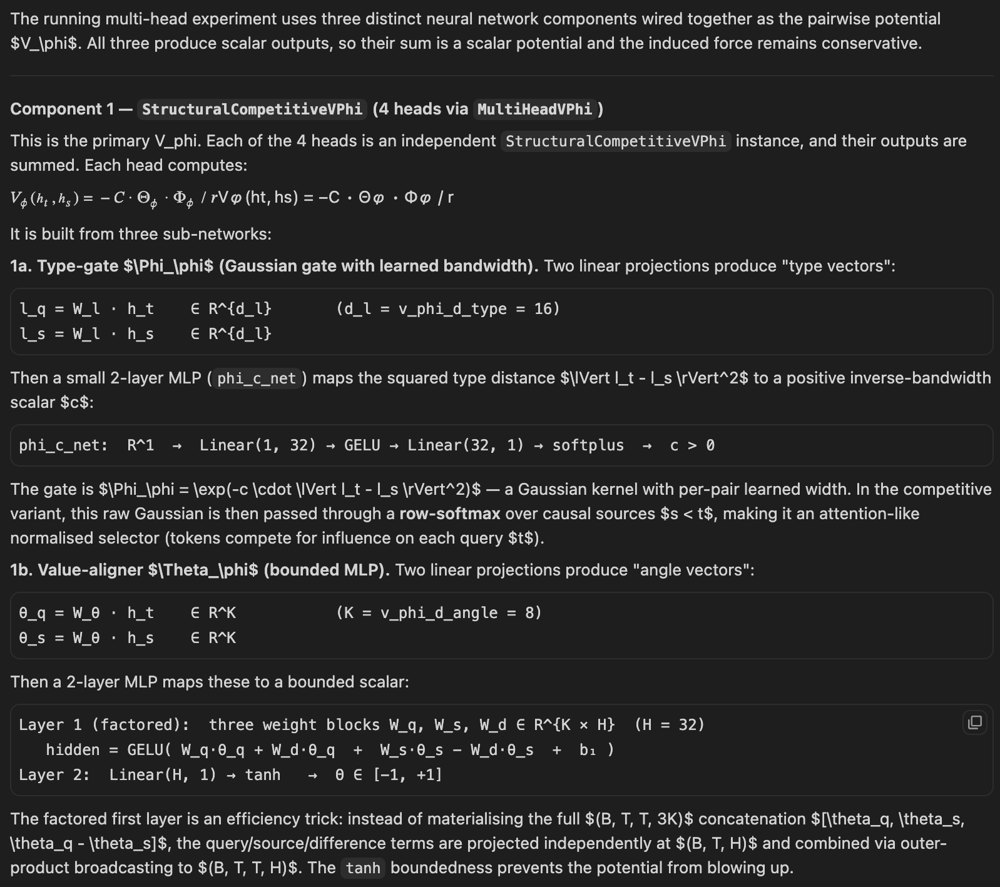 The running multi-head experiment uses three distinct neural network components wired together as the pairwise potential
$V_\phi$. All three produce scalar outputs, so their sum is a scalar potential and the induced force remains conservative.
Component 1 — StructuralCompetitiveVPhi (4 heads via MultiHeadVPhi)
This is the primary V_phi. Each of the 4 heads is an independent StructuralCompetitiveVPhi instance, and their outputs are
summed. Each head computes:
V_ϕ(h_t, h_s) = −C · Θ_ϕ · Φ_ϕ / rVφ(ht, hs) = −C · Θφ · Φφ / r
It is built from three sub-networks:
1a. Type-gate $\Phi_\phi$ (Gaussian gate with learned bandwidth). Two linear projections produce "type vectors":
l_q = W_l · h_t    ∈ R^{d_l}       (d_l = v_phi_d_type = 16)
l_s = W_l · h_s    ∈ R^{d_l}
Then a small 2-layer MLP (phi_c_net) maps the squared type distance $\lVert l_t - l_s \rVert^2$ to a positive inverse-bandwidth
scalar $c$:
phi_c_net:  R^1  →  Linear(1, 32) → GELU → Linear(32, 1) → softplus  →  c > 0
The gate is $\Phi_\phi = \exp(-c \cdot \lVert l_t - l_s \rVert^2)$ — a Gaussian kernel with per-pair learned width. In the competitive
variant, this raw Gaussian is then passed through a row-softmax over causal sources $s < t$, making it an attention-like
normalised selector (tokens compete for influence on each query $t$).
1b. Value-aligner $\Theta_\phi$ (bounded MLP). Two linear projections produce "angle vectors":
θ_q = W_θ · h_t    ∈ R^K           (K = v_phi_d_angle = 8)
θ_s = W_θ · h_s    ∈ R^K
Then a 2-layer MLP maps these to a bounded scalar:
Layer 1 (factored):  three weight blocks W_q, W_s, W_d ∈ R^{K × H}  (H = 32)
hidden = GELU( W_q·θ_q + W_d·θ_q  +  W_s·θ_s − W_d·θ_s  +  b₁ )
Layer 2:  Linear(H, 1) → tanh   →  Θ ∈ [−1, +1]
The factored first layer is an efficiency trick: instead of materialising the full $(B, T, T, 3K)$ concatenation $[\theta_q, \theta_s,
\theta_q - \theta_s]$, the query/source/difference terms are projected independently at $(B, T, H)$ and combined via outer-
product broadcasting to $(B, T, T, H)$. The tanh boundedness prevents the potential from blowing up.